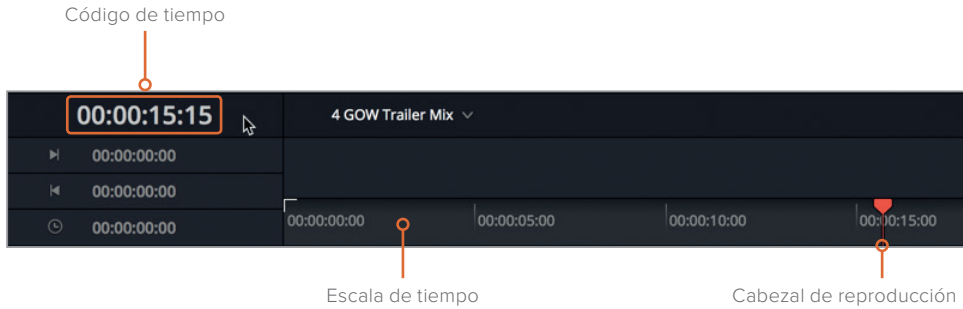 Código de tiempo
00:00:15:15
4 GOW Trailer Mix
00:00:00:00
00:00:00:00
00:00:00:00
00:00:00:00 00:00:05:00 00:00:10:00 00:00:15:00
Escala de tiempo
Cabezal de reproducción